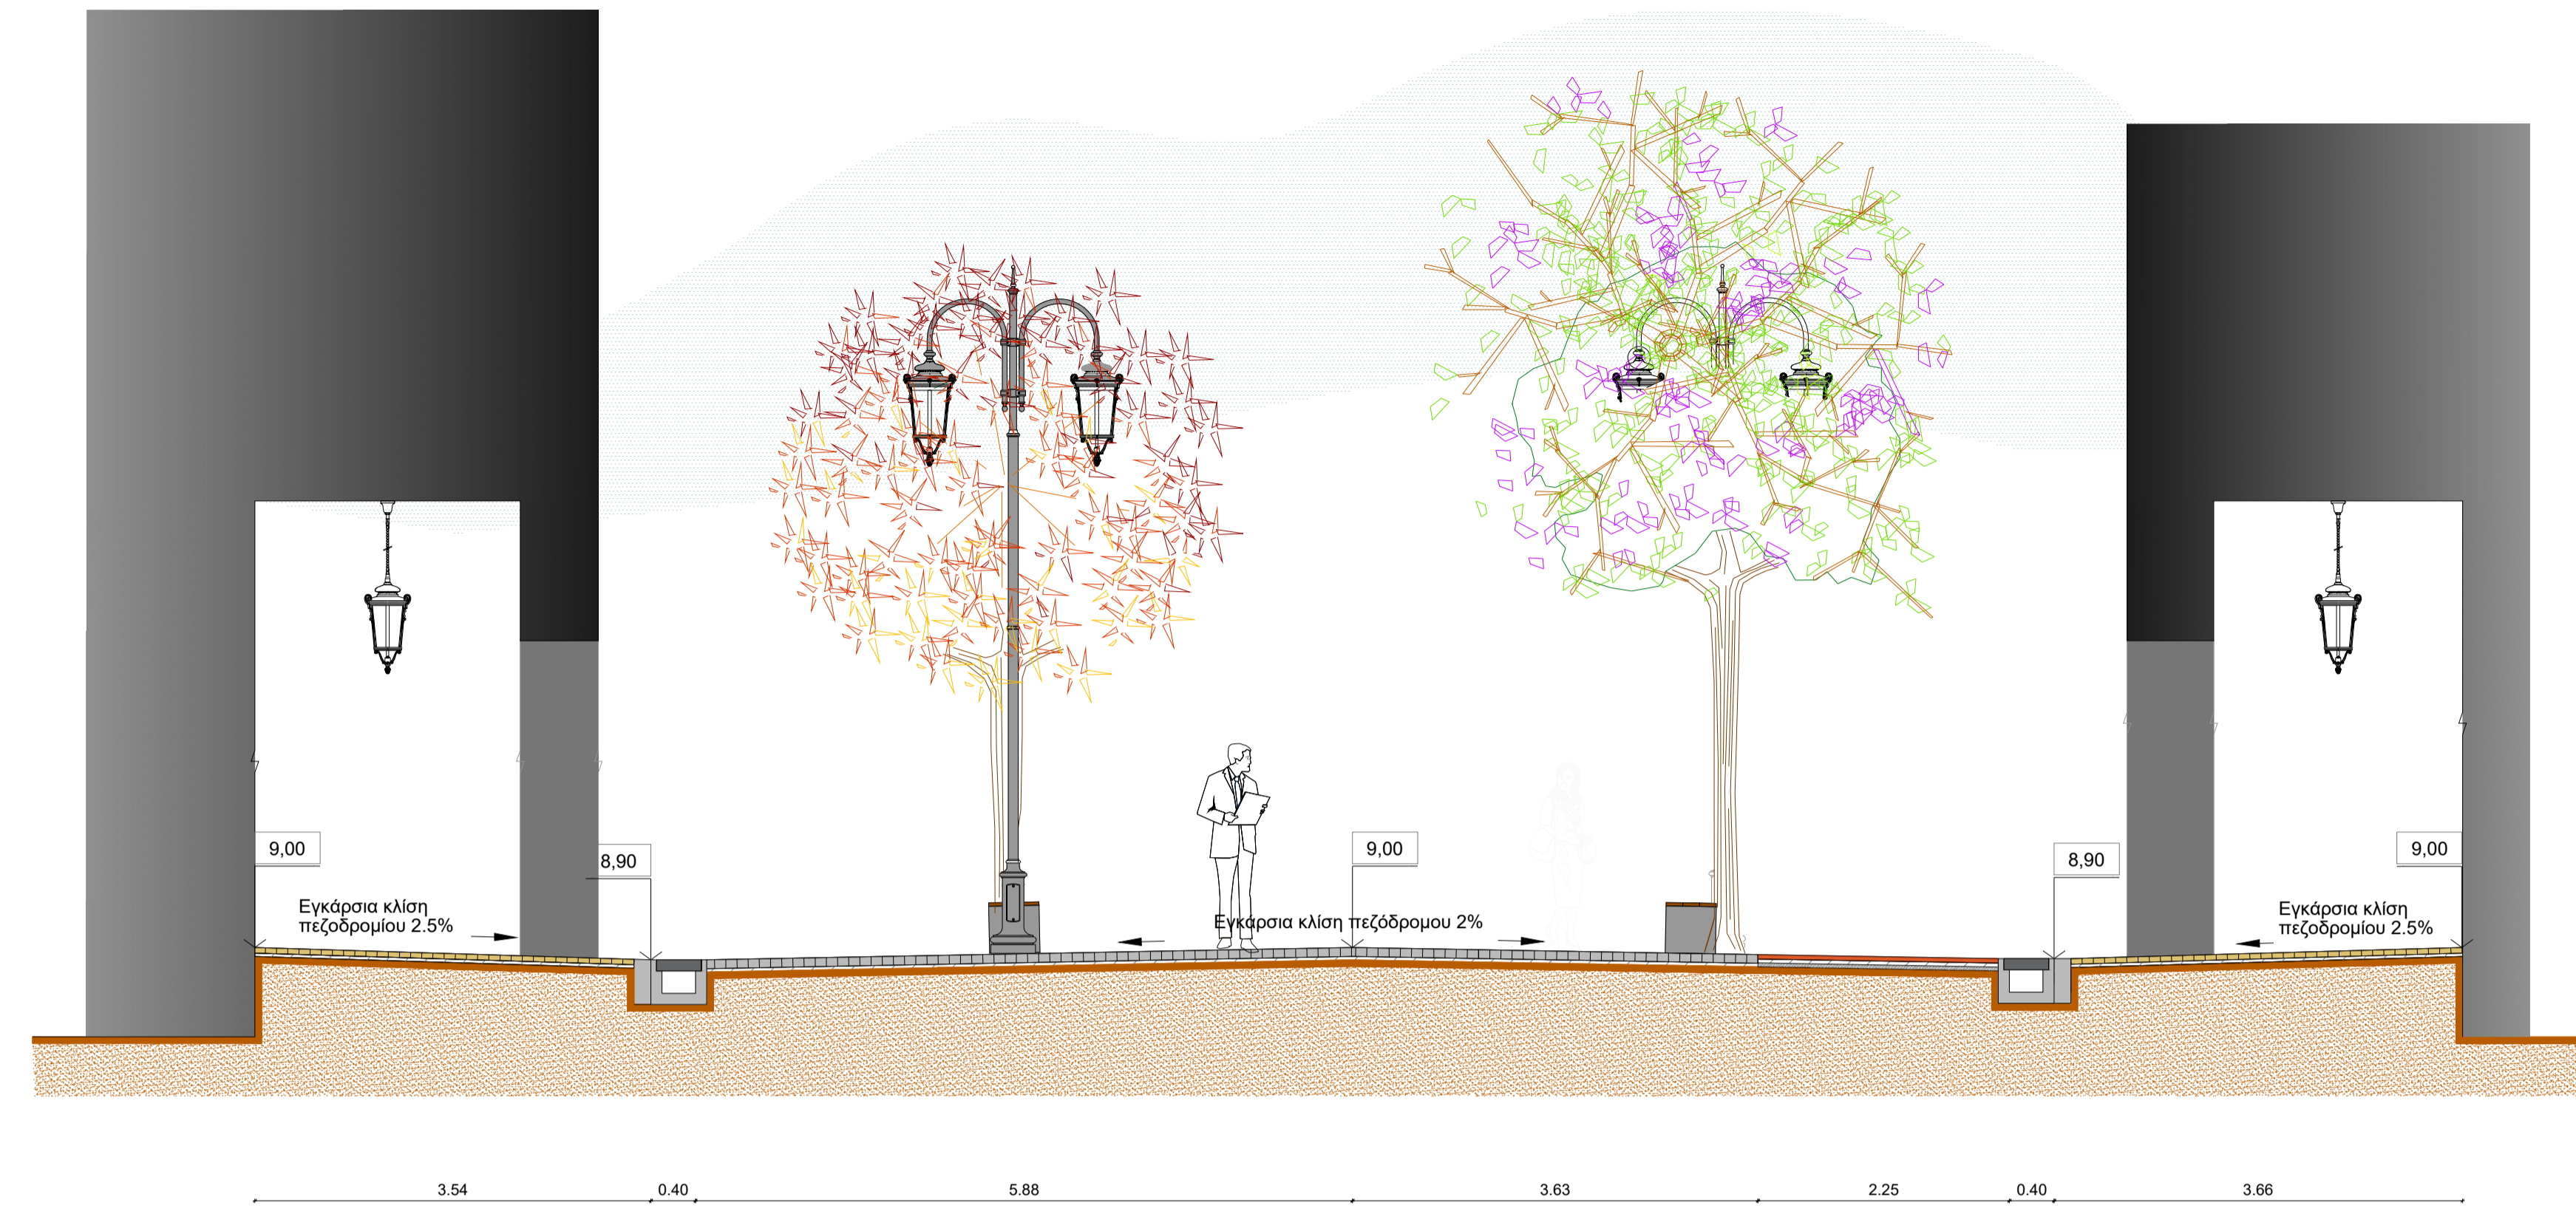 9,00
8,90
9,00
8,90
9,00
Εγκάρσια κλίση
πεζοδρομίου 2.5%
Εγκάρσια κλίση πεζόδρομου 2%
Εγκάρσια κλίση
πεζοδρομίου 2.5%
3.54
0.40
5.88
3.63
2.25
0.40
3.66